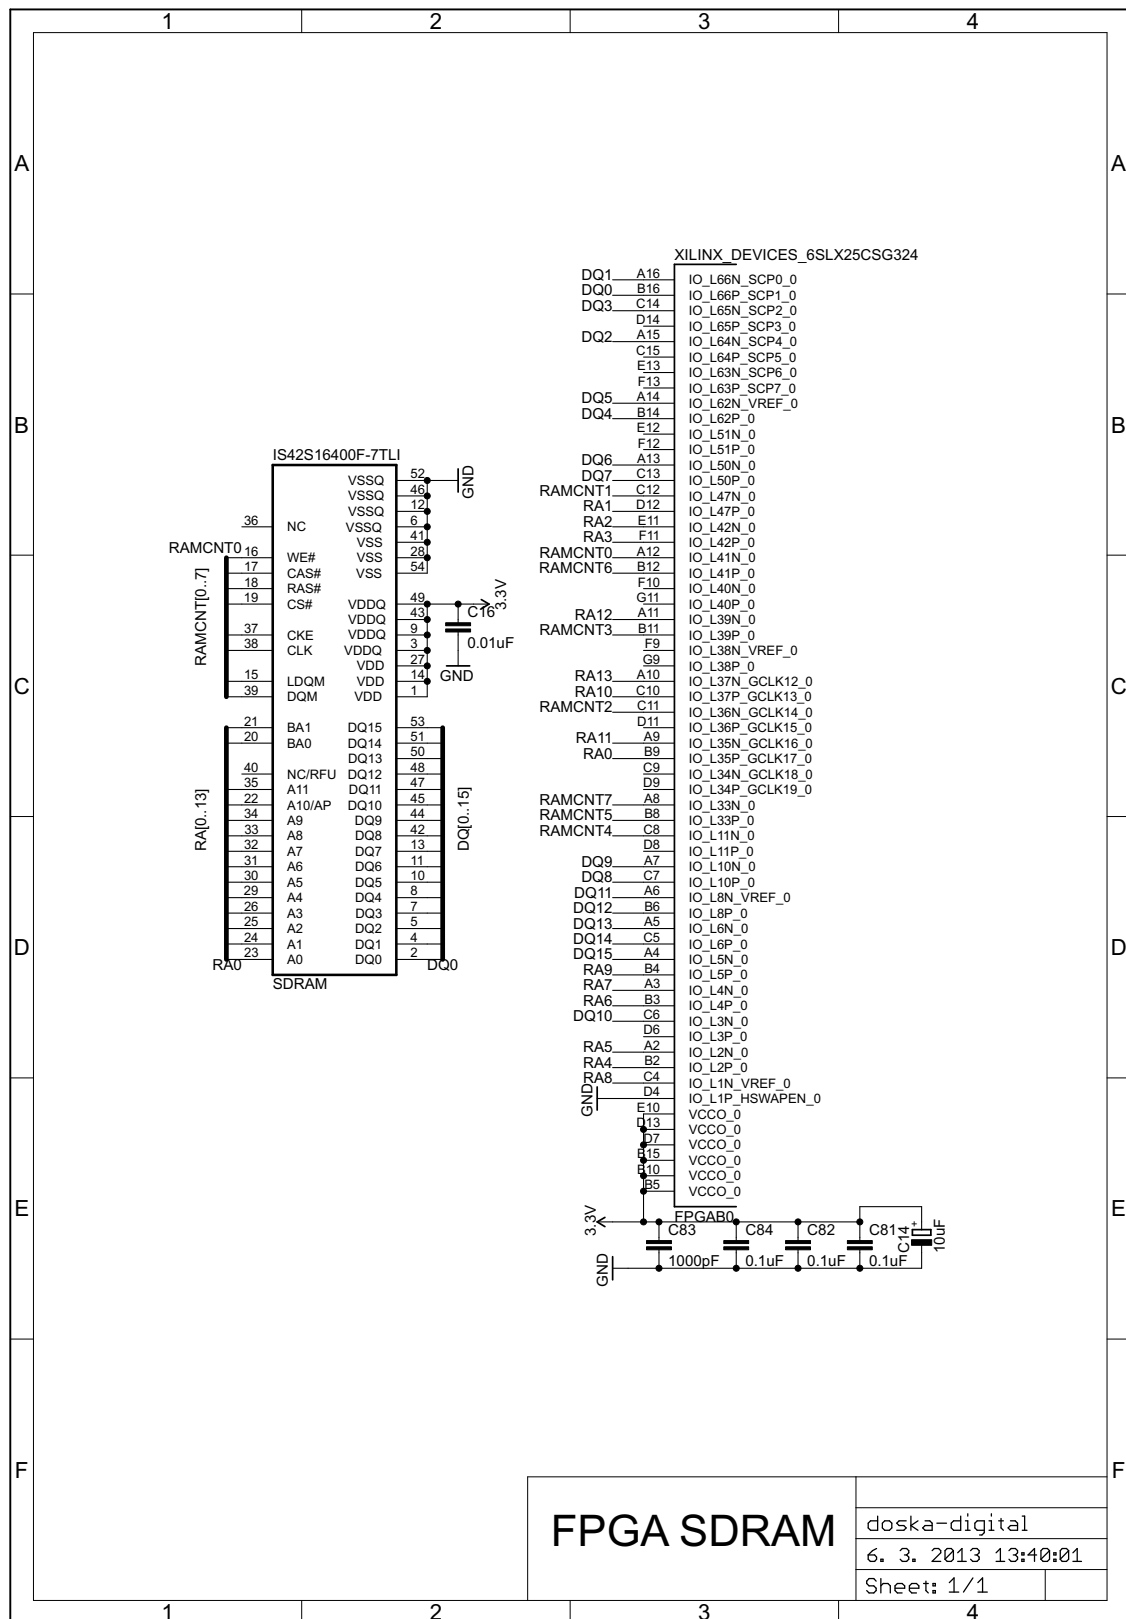 1 2 3 4
A A
XILINX_DEVICES_6SLX25CSG324
DQ1 A16 IO_L66N_SCP0_0
DQ0 B16 IO_L66P_SCP1_0
DQ3 C14 IO_L65N_SCP2_0
D14 IO_L65P_SCP3_0
DQ2 A15 IO_L64N_SCP4_0
C15 IO_L64P_SCP5_0
E13 IO_L63N_SCP6_0
F13 IO_L63P_SCP7_0
DQ5 A14 IO_L62N_VREF_0
DQ4 B14 IO_L62P_0
E12 IO_L51N_0
F12 IO_L51P_0
DQ6 A13 IO_L50N_0
DQ7 C13 IO_L50P_0
RAMCNT1 C12 IO_L47N_0
RA1 D12 IO_L47P_0
RA2 E11 IO_L42N_0
RA3 F11 IO_L42P_0
RAMCNT0 A12 IO_L41N_0
RAMCNT6 B12 IO_L41P_0
F10 IO_L40N_0
G11 IO_L40P_0
RA12 A11 IO_L39N_0
RAMCNT3 B11 IO_L39P_0
F9 IO_L38N_VREF_0
G9 IO_L38P_0
RA13 A10 IO_L37N_GCLK12_0
RA10 C10 IO_L37P_GCLK13_0
RAMCNT2 C11 IO_L36N_GCLK14_0
D11 IO_L36P_GCLK15_0
RA11 A9 IO_L35N_GCLK16_0
RA0 B9 IO_L35P_GCLK17_0
C9 IO_L34N_GCLK18_0
D9 IO_L34P_GCLK19_0
RAMCNT7 A8 IO_L33N_0
RAMCNT5 B8 IO_L33P_0
RAMCNT4 C8 IO_L11N_0
D8 IO_L11P_0
DQ9 A7 IO_L10N_0
DQ8 C7 IO_L10P_0
DQ11 A6 IO_L8N_VREF_0
DQ12 B6 IO_L8P_0
DQ13 A5 IO_L6N_0
DQ14 C5 IO_L6P_0
DQ15 A4 IO_L5N_0
RA9 B4 IO_L5P_0
RA7 A3 IO_L4N_0
RA6 B3 IO_L4P_0
DQ10 C6 IO_L3N_0
D6 IO_L3P_0
RA5 A2 IO_L2N_0
RA4 B2 IO_L2P_0
RA8 C4 IO_L1N_VREF_0
GND D4 IO_L1P_HSWAPEN_0
E10 VCCO_0
D13 VCCO_0
D7 VCCO_0
B15 VCCO_0
B10 VCCO_0
B5 VCCO_0
FPGAB0
3.3V C83 C84 C82 C81 C14
1000pF 0.1uF 0.1uF 0.1uF 10uF
+
GND
B B
IS42S16400F-7TLI
VSSQ 52 GND
VSSQ 46
VSSQ 12
36 NC VSSQ 6
VSS 41
RAMCNT0 16 WE# VSS 28
17 CAS# VSS 54
18 RAS#
19 CS# VDDQ 49 3.3V
VDDQ 43 C16
37 CKE VDDQ 9 0.01uF
38 CLK VDDQ 3
VDD 27 GND
15 LDQM VDD 14
39 DQM VDD 1
RAMCNT[0..7]
C C
21 BA1 DQ15 53
20 BA0 DQ14 51
DQ13 50
40 NC/RFU DQ12 48
35 A11 DQ11 47
22 A10/AP DQ10 45
34 A9 DQ9 44
33 A8 DQ8 42
32 A7 DQ7 13
31 A6 DQ6 11
30 A5 DQ5 10
29 A4 DQ4 8
26 A3 DQ3 7
25 A2 DQ2 5
24 A1 DQ1 4
RA0 23 A0 DQ0 2 DQ0
RA[0..13] DQ[0..15]
SDRAM
D D
E E
F F
FPGA SDRAM
doska-digital
6. 3. 2013 13:40:01
Sheet: 1/1
1 2 3 4